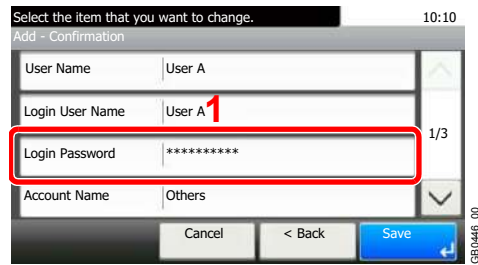 Select the item that you want to change. 10:10
Add - Confirmation
User Name User A
Login User Name User A 1
1/3
Login Password **********
Account Name Others
Cancel < Back Save
GB0446_00